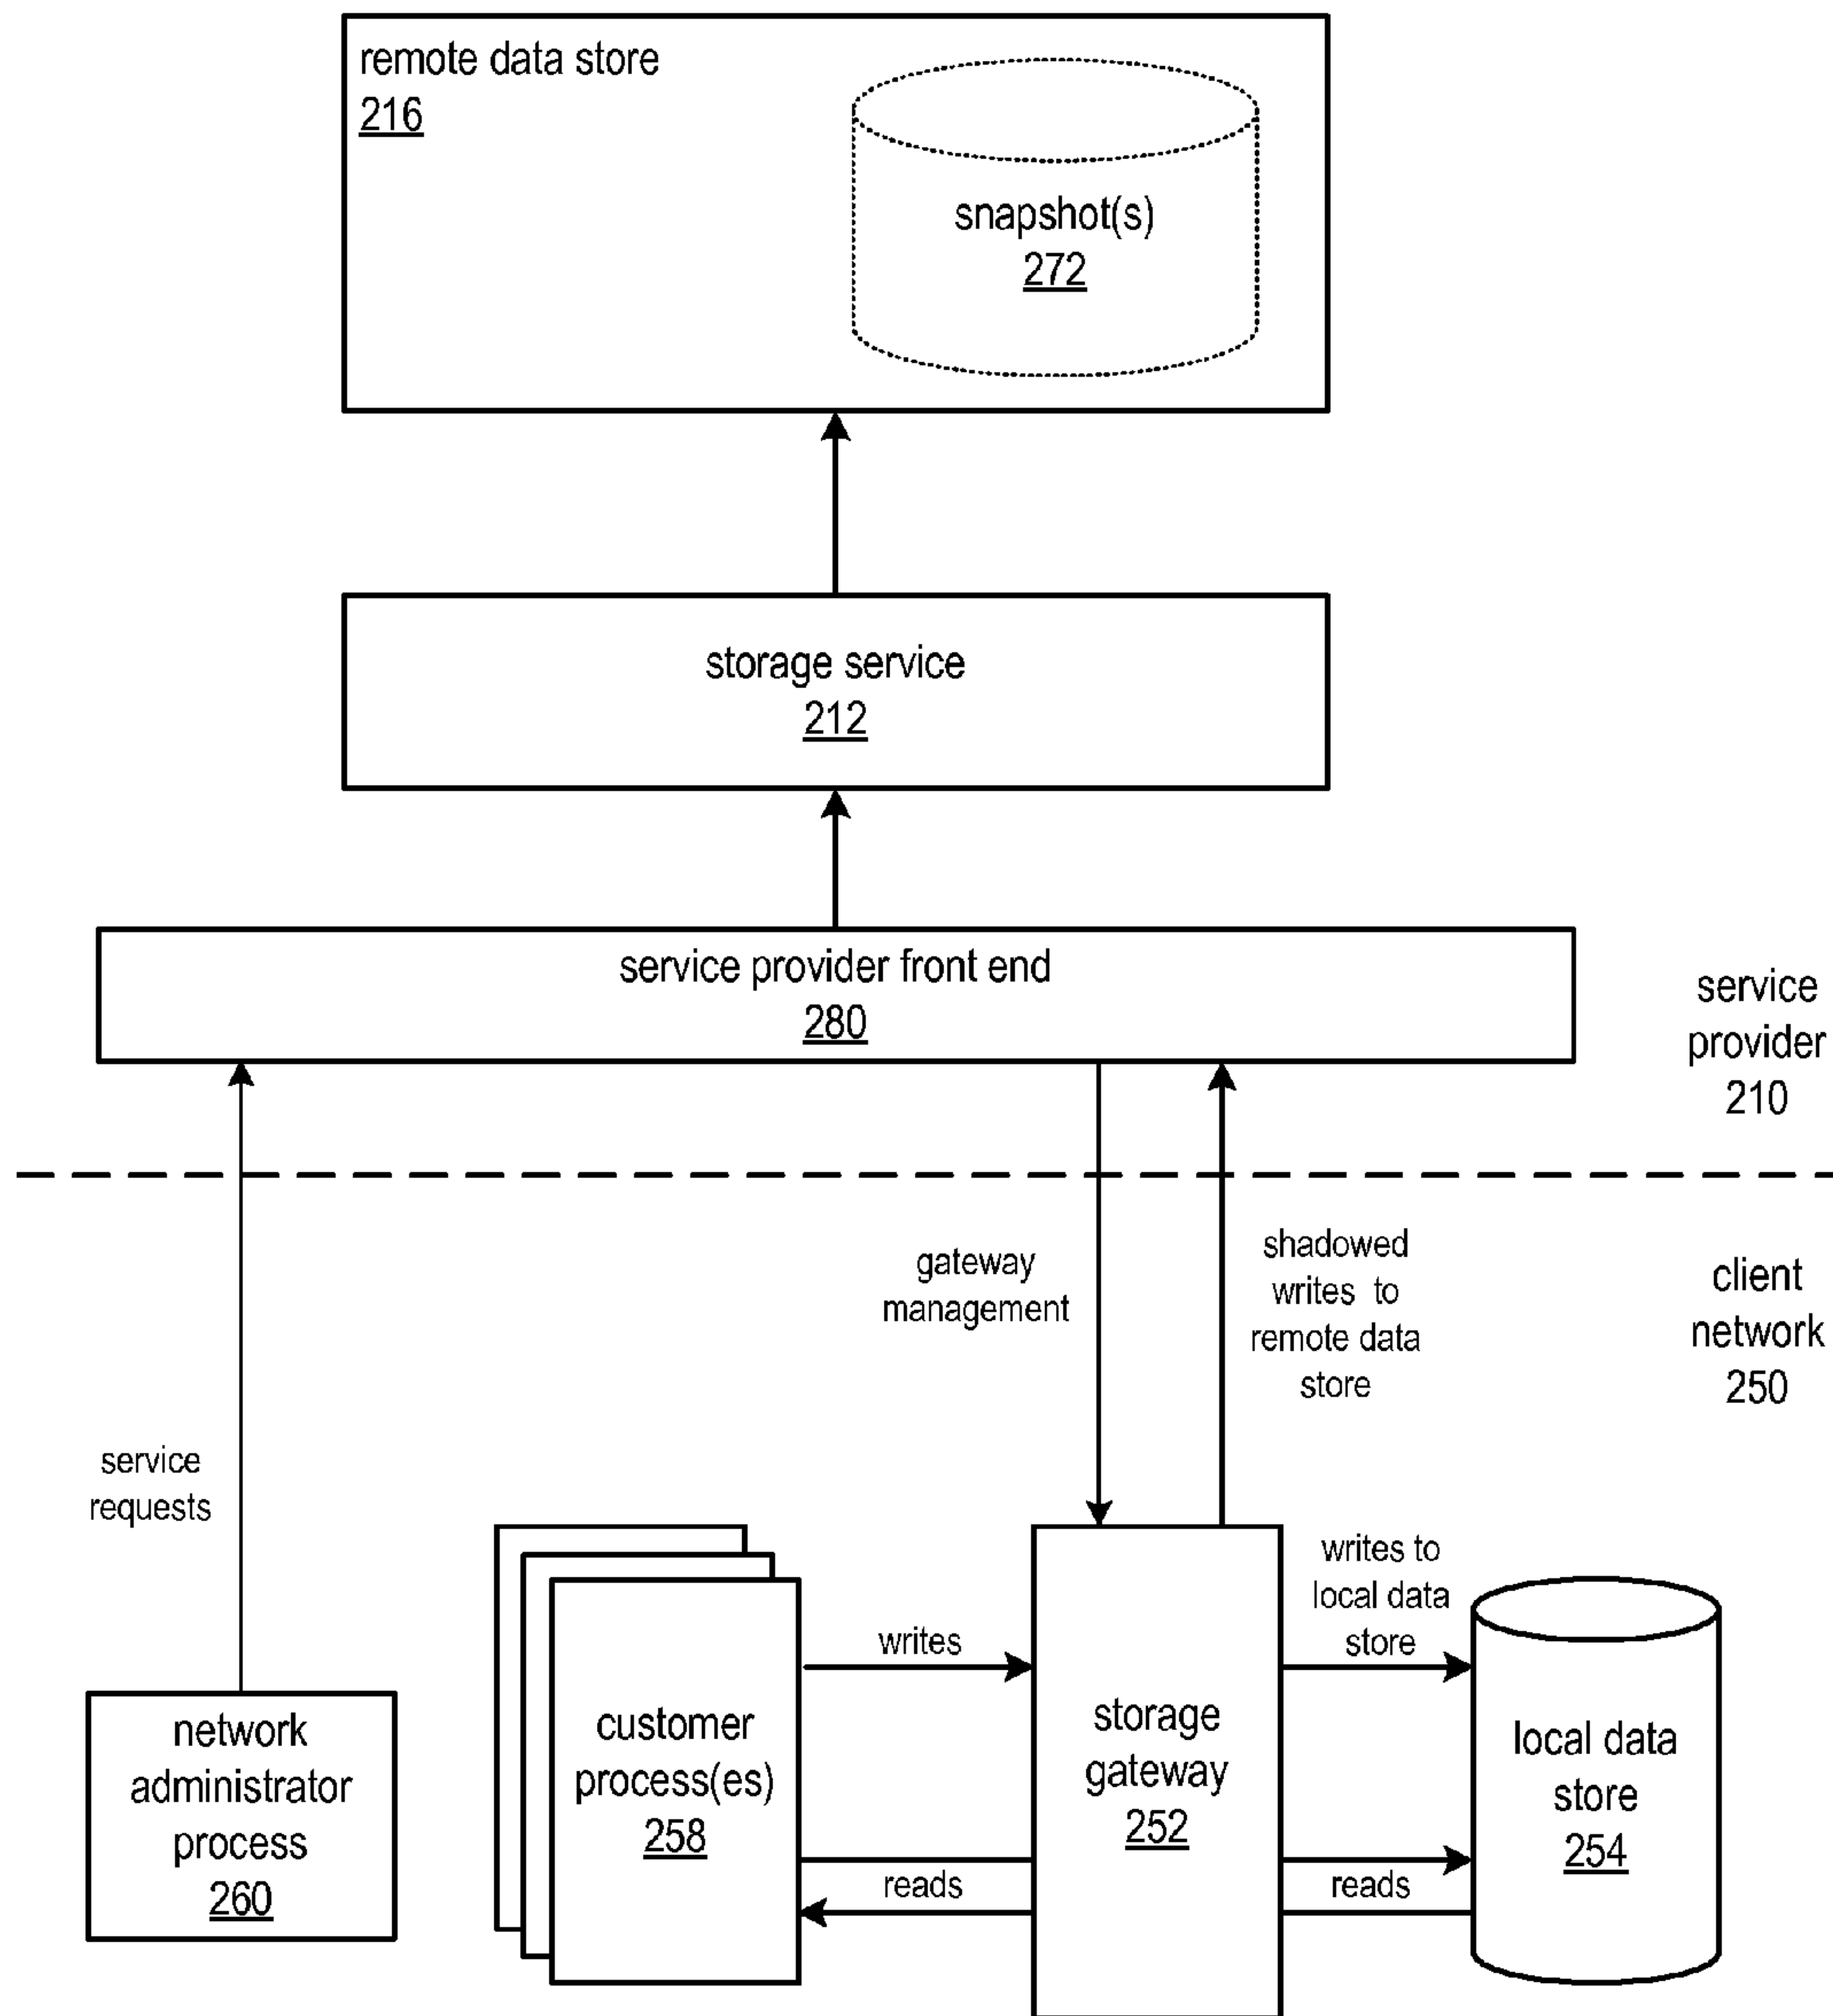 remote data store
216
snapshot(s)
272
storage service
212
service provider front end
280
service
provider
210
gateway
management
shadowed
writes to
remote data
store
client
network
250
service
requests
writes to
local data
store
writes
network
administrator
process
260
customer
process(es)
258
storage
gateway
252
local data
store
254
reads
reads